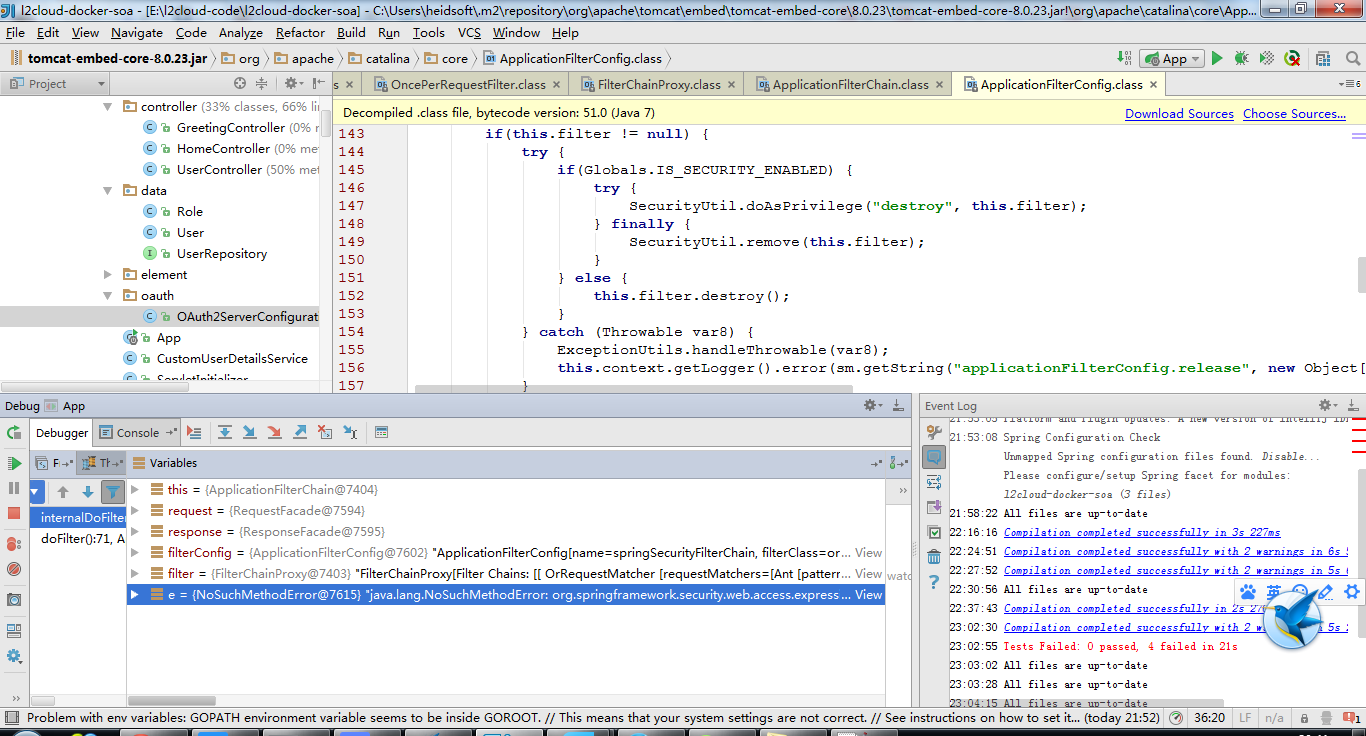 l2cloud-docker-soa - [E:\l2cloud-code\l2cloud-docker-soa] - C:\Users\heidsoft\.m2\repository\org\apache\tomcat\embed\tomcat-embed-core\8.0.23\tomcat-embed-core-8.0.23.jar!\org\apache\catalina\core\App...
File Edit View Navigate Code Analyze Refactor Build Run Tools VCS Window Help
tomcat-embed-core-8.0.23.jar org apache catalina core ApplicationFilterConfig.class App
Project
s OncePerRequestFilter.class FilterChainProxy.class ApplicationFilterChain.class ApplicationFilterConfig.class
controller (33% classes, 66% li
GreetingController (0% r
HomeController (0% met
UserController (50% met
data
Role
User
UserRepository
element
oauth
OAuth2ServerConfigurat
App
CustomUserDetailsService
ServletInitializer
Decompiled .class file, bytecode version: 51.0 (Java 7) Download Sources Choose Sources...
143 if(this.filter != null) {
144 try {
145 if(Globals.IS_SECURITY_ENABLED) {
146 try {
147 SecurityUtil.doAsPrivilege("destroy", this.filter);
148 } finally {
149 SecurityUtil.remove(this.filter);
150 }
151 } else {
152 this.filter.destroy();
153 }
154 } catch (Throwable var8) {
155 ExceptionUtils.handleThrowable(var8);
156 this.context.getLogger().error(sm.getString("applicationFilterConfig.release", new Object[
157 }
Debug App
Debugger Console
F Th Variables
internalDoFilter
doFilter():71, A
this = {ApplicationFilterChain@7404}
request = {RequestFacade@7594}
response = {ResponseFacade@7595}
filterConfig = {ApplicationFilterConfig@7602} "ApplicationFilterConfig[name=springSecurityFilterChain, filterClass=or... View
filter = {FilterChainProxy@7403} "FilterChainProxy[Filter Chains: [[ OrRequestMatcher [requestMatchers=[Ant [patterr... View
e = {NoSuchMethodError@7615} "java.lang.NoSuchMethodError: org.springframework.security.web.access.express... View
Event Log
21:53:05 Platform and Plugin Updates: A new version of IntelliJ ID
21:53:08 Spring Configuration Check
Unmapped Spring configuration files found. Disable...
Please configure/setup Spring facet for modules:
l2cloud-docker-soa (3 files)
21:58:22 All files are up-to-date
22:16:16 Compilation completed successfully in 3s 227ms
22:24:51 Compilation completed successfully with 2 warnings in 6s
22:27:52 Compilation completed successfully with 2 warnings in 5s
22:30:56 All files are up-to-date
22:37:43 Compilation completed successfully in 2s
23:02:30 Compilation completed successfully with 2 5s
23:02:55 Tests Failed: 0 passed, 4 failed in 21s
23:03:02 All files are up-to-date
23:03:28 All files are up-to-date
23:04:15 All files are up-to-date
英
Problem with env variables: GOPATH environment variable seems to be inside GOROOT. // This means that your system settings are not correct. // See instructions on how to set it... (today 21:52) 36:20 LF n/a 1